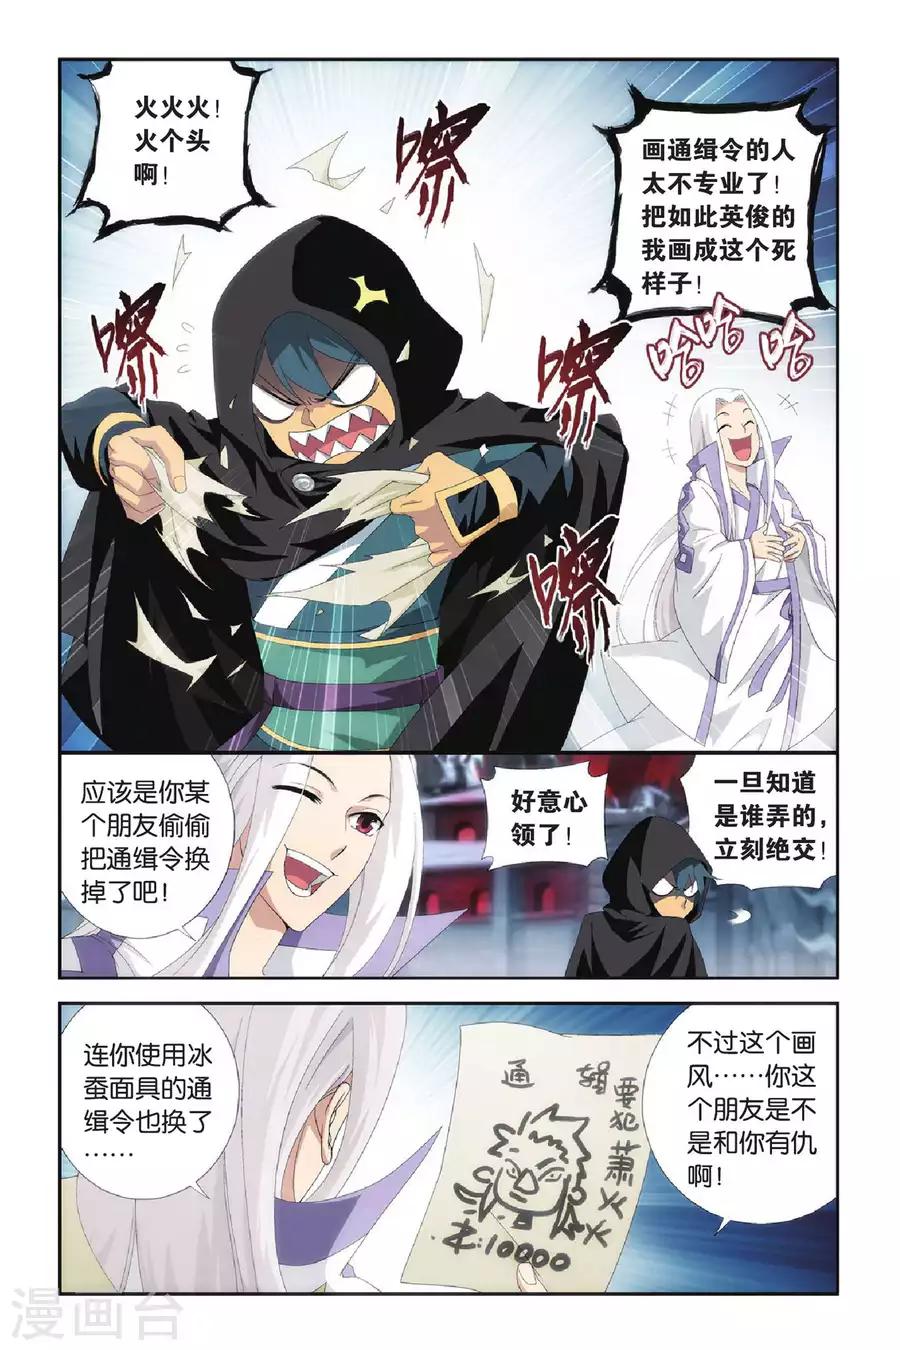 火火火！
火个头
啊！
嚓
嚓
嚓
嚓
画通缉令的人
太不专业了！
把如此英俊的
我画成这个死
样子！
哈哈哈
应该是你某
个朋友偷偷
把通缉令换
掉了吧！
好意心
领了！
一旦知道
是谁弄的，
立刻绝交！
连你使用冰
蚕面具的通
缉令也换了
……
通缉
要犯
萧火火
:10000
不过这个画
风……你这
个朋友是不
是和你有仇
啊！
漫画台